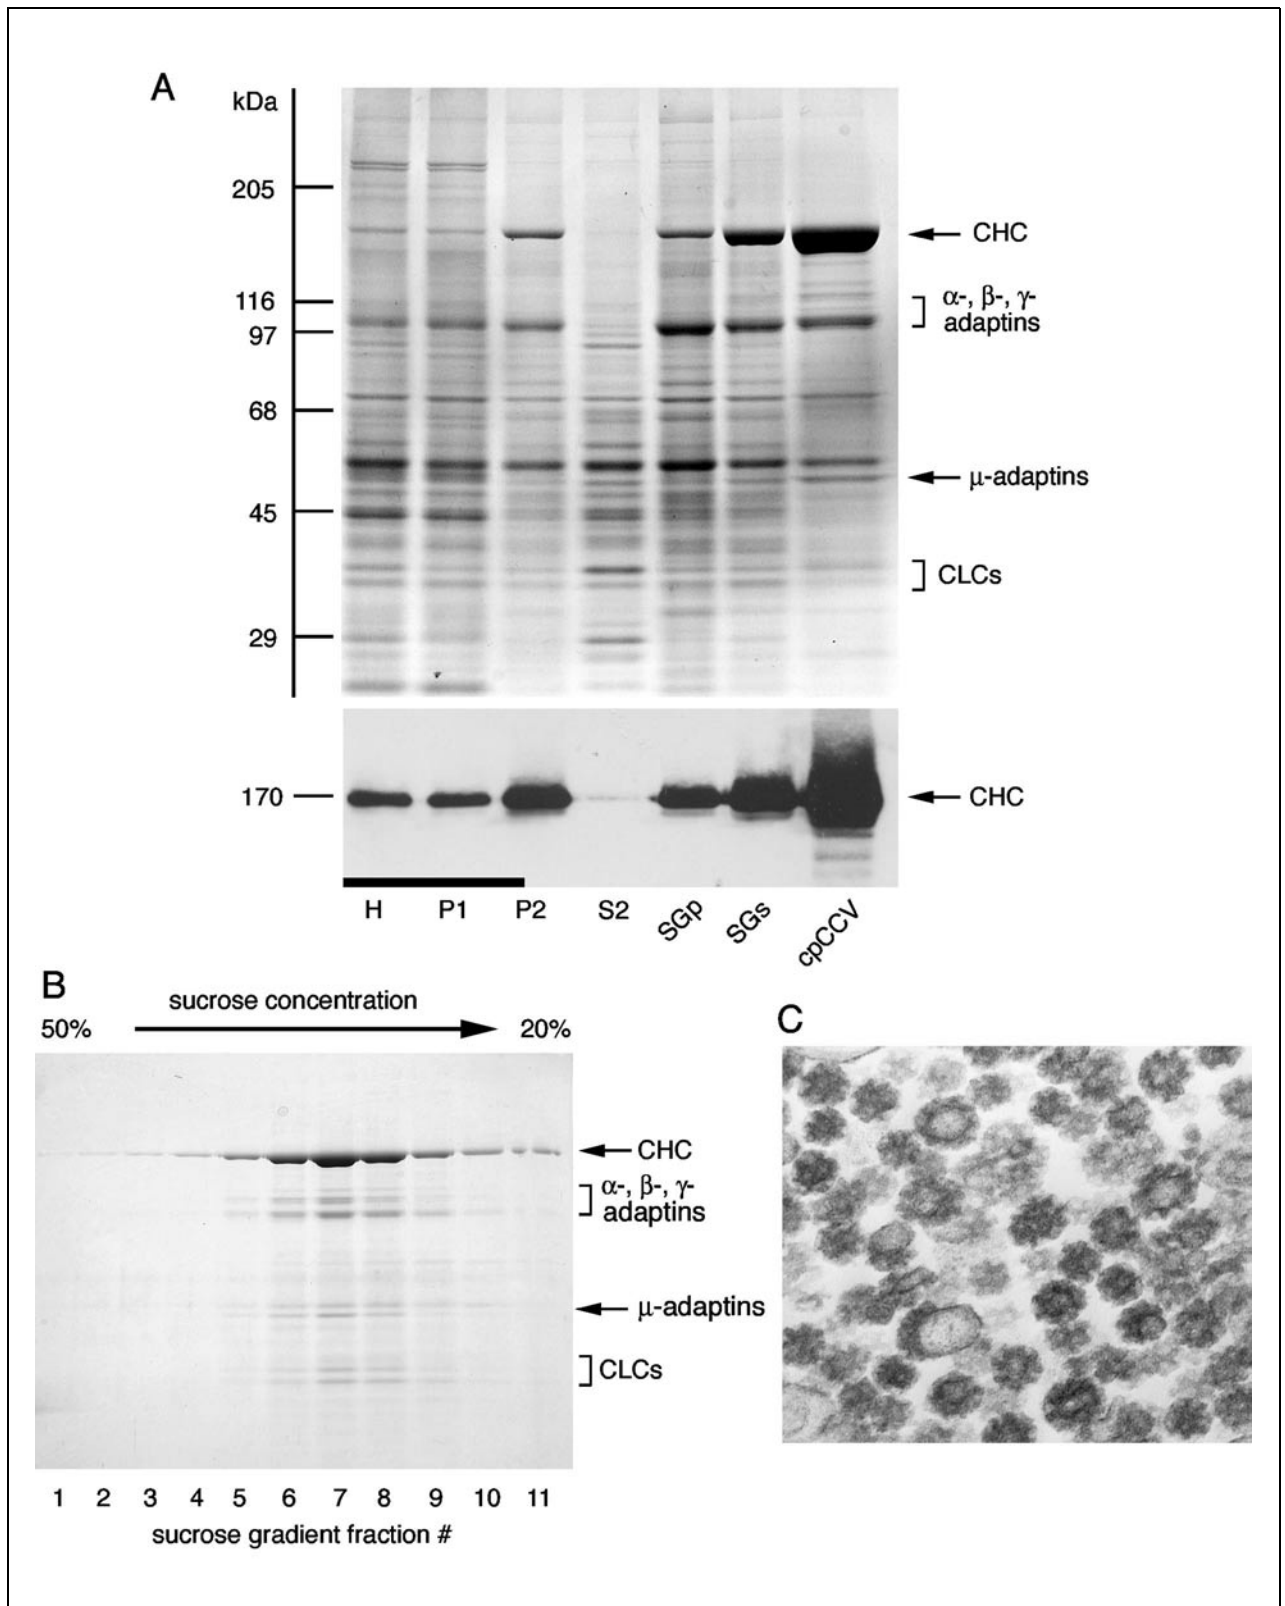 A
kDa
205
116
97
68
45
29
CHC
α-, β-, γ-
adaptins
μ-adaptins
CLCs
170
CHC
H P1 P2 S2 SGp SGs cpCCV
B
sucrose concentration
50% 20%
CHC
α-, β-, γ-
adaptins
μ-adaptins
CLCs
1 2 3 4 5 6 7 8 9 10 11
sucrose gradient fraction #
C